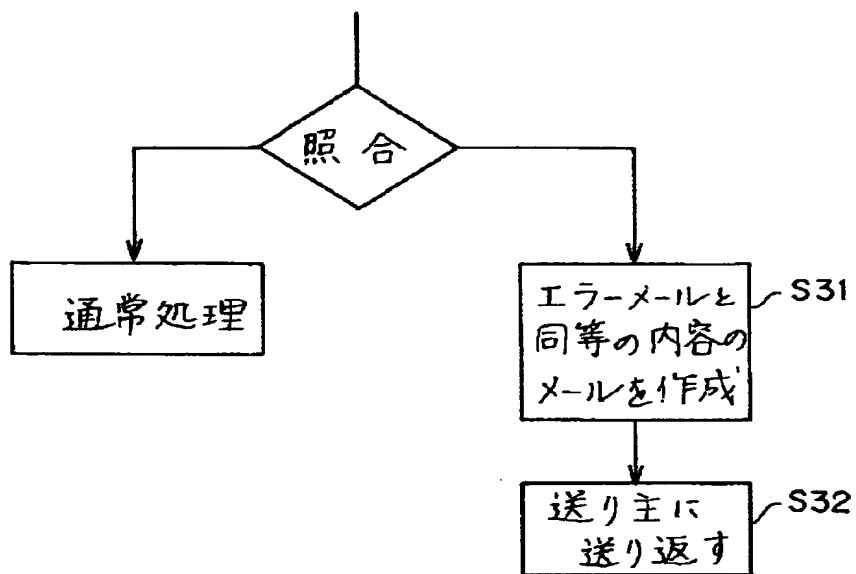 照合
通常処理
エラーメールと
同等の内容の
メールを作成
S31
送り主に
送り返す
S32